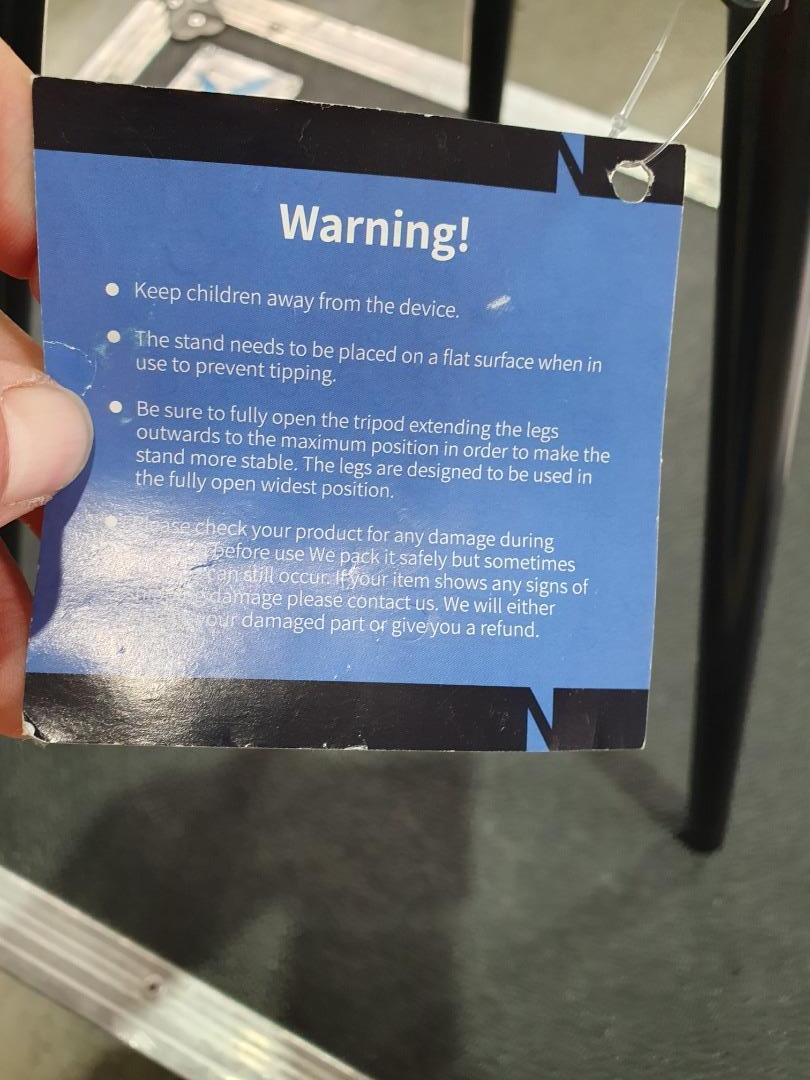 Warning!
Keep children away from the device.
The stand needs to be placed on a flat surface when in
use to prevent tipping.
Be sure to fully open the tripod extending the legs
outwards to the maximum position in order to make the
stand more stable. The legs are designed to be used in
the fully open widest position.
Please check your product for any damage during
before use We pack it safely but sometimes
can still occur. If your item shows any signs of
damage please contact us. We will either
your damaged part or give you a refund.